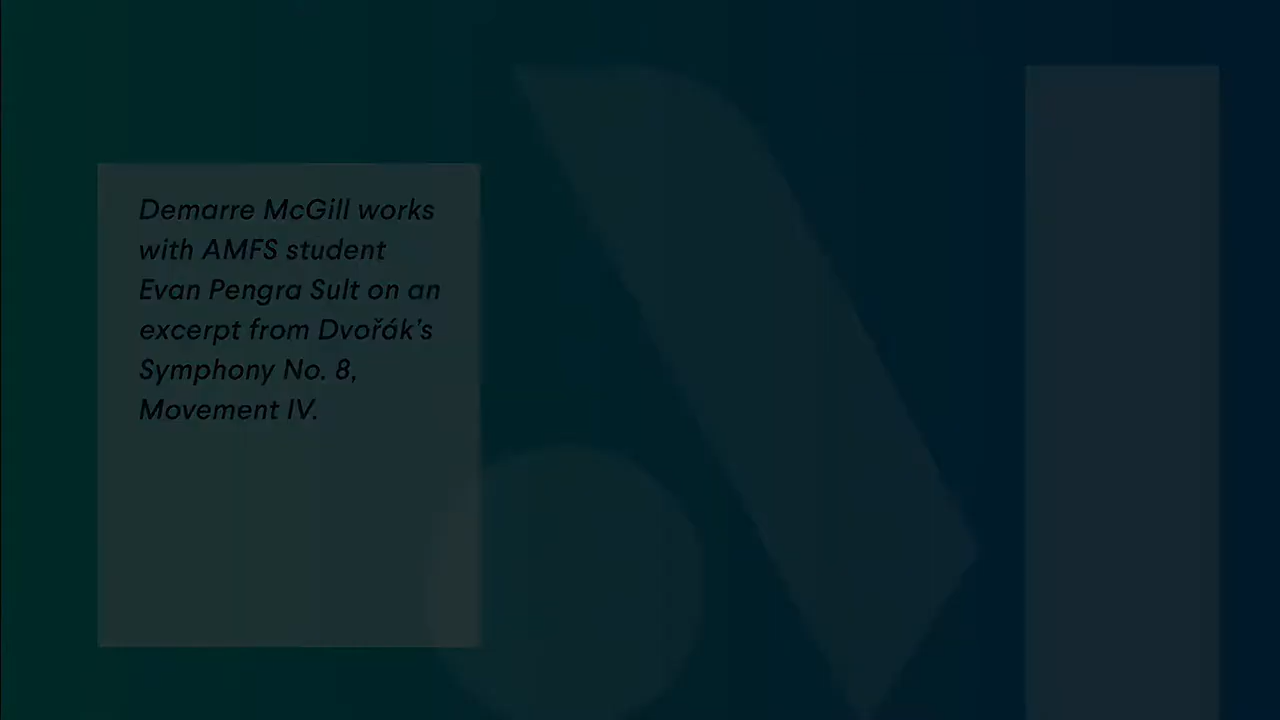 Demarre McGill works
with AMFS student
Evan Pengra Sult on an
excerpt from Dvořák's
Symphony No. 8,
Movement IV.